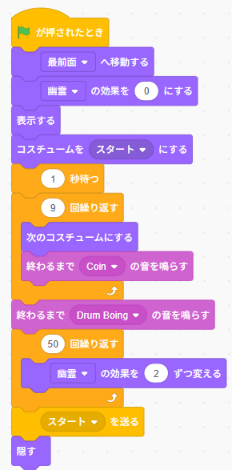 が押されたとき
最前面 へ移動する
幽霊 の効果を 0 にする
表示する
コスチュームを スタート にする
1 秒待つ
9 回繰り返す
次のコスチュームにする
終わるまで Coin の音を鳴らす
終わるまで Drum Boing の音を鳴らす
50 回繰り返す
幽霊 の効果を 2 ずつ変える
スタート を送る
隠す